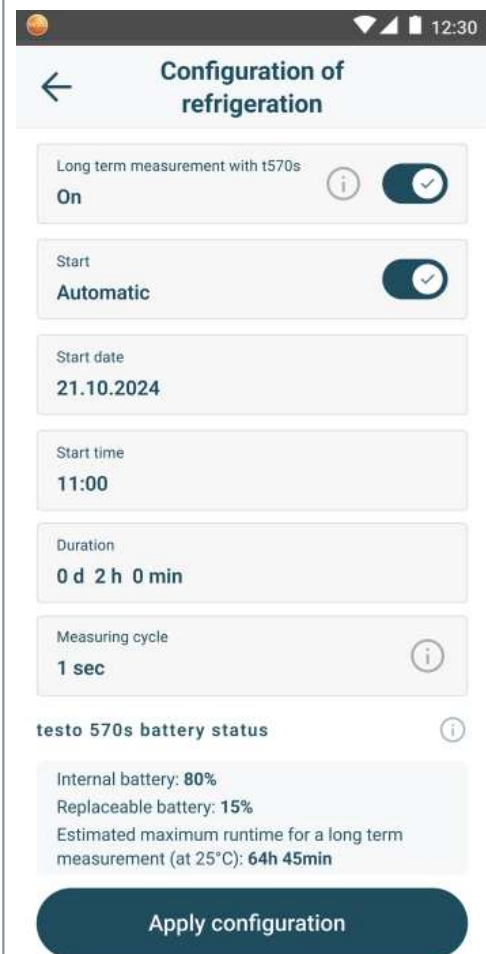 12:30
Configuration of
refrigeration
Long term measurement with t570s
On
Start
Automatic
Start date
21.10.2024
Start time
11:00
Duration
0 d 2 h 0 min
Measuring cycle
1 sec
testo 570s battery status
Internal battery: 80%
Replaceable battery: 15%
Estimated maximum runtime for a long term
measurement (at 25°C): 64h 45min
Apply configuration